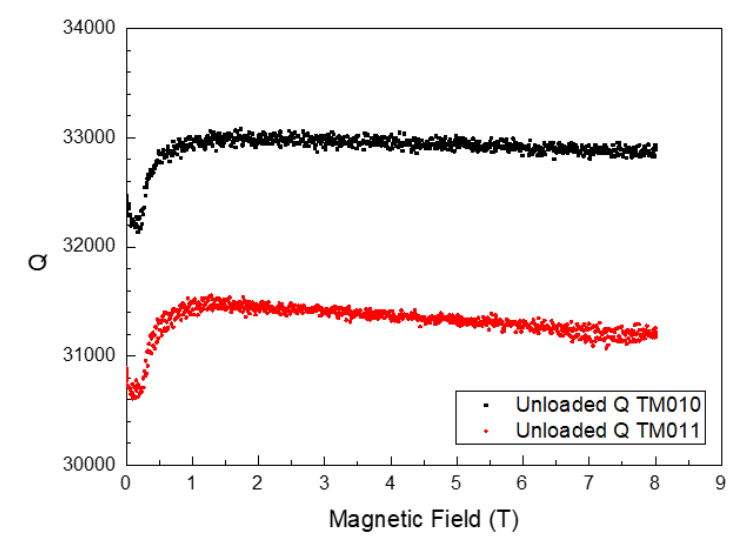 34000
33000
32000
31000
30000
Q
Unloaded Q TM010
Unloaded Q TM011
0 1 2 3 4 5 6 7 8 9
Magnetic Field (T)